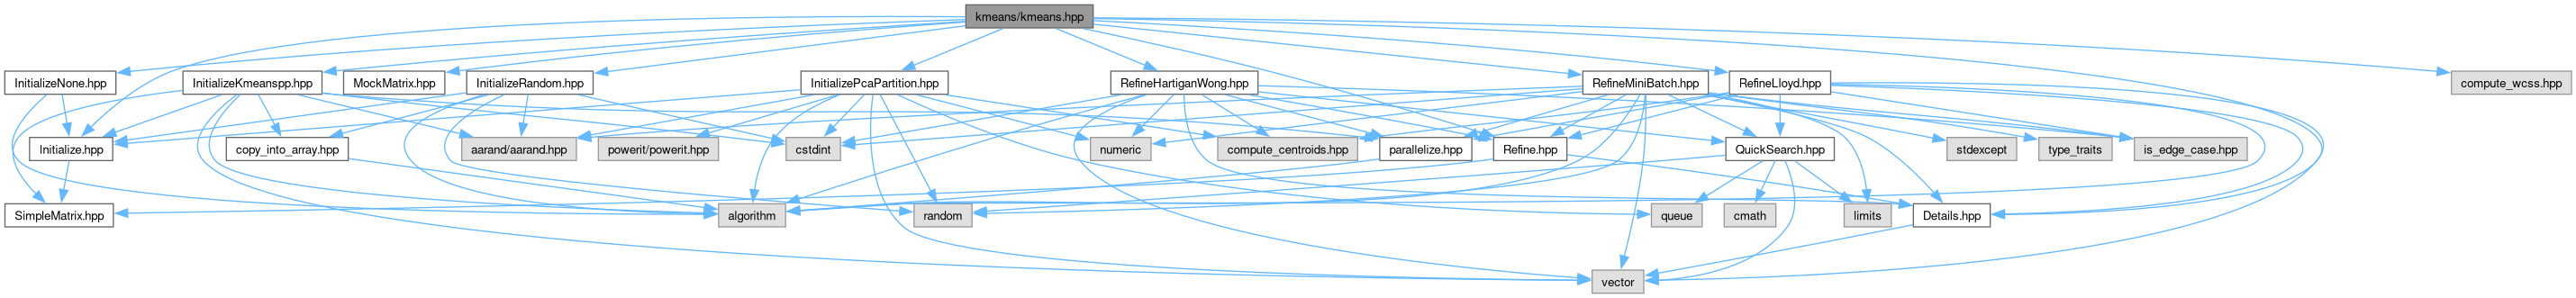 kmeans/kmeans.hpp
InitializeNone.hpp
InitializeKmeanspp.hpp
MockMatrix.hpp
InitializeRandom.hpp
InitializePcaPartition.hpp
RefineHartiganWong.hpp
RefineMiniBatch.hpp
RefineLloyd.hpp
compute_wcss.hpp
Initialize.hpp
copy_into_array.hpp
aarand/aarand.hpp
powerit/powerit.hpp
cstdint
numeric
compute_centroids.hpp
parallelize.hpp
Refine.hpp
QuickSearch.hpp
stdexcept
type_traits
is_edge_case.hpp
SimpleMatrix.hpp
algorithm
random
queue
cmath
limits
Details.hpp
vector